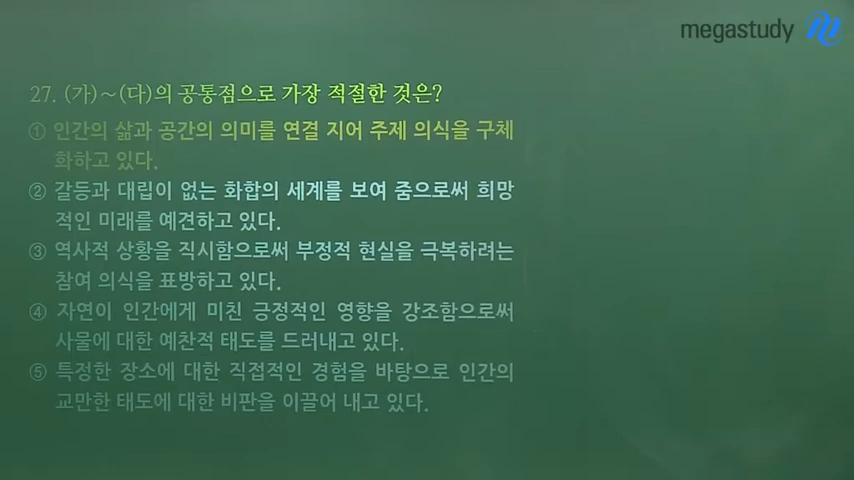 megastudy
27. (가)～(다)의 공통점으로 가장 적절한 것은?
① 인간의 삶과 공간의 의미를 연결 지어 주제 의식을 구체
화하고 있다.
② 갈등과 대립이 없는 화합의 세계를 보여 줌으로써 희망
적인 미래를 예견하고 있다.
③ 역사적 상황을 직시함으로써 부정적 현실을 극복하려는
참여 의식을 표방하고 있다.
④ 자연이 인간에게 미친 긍정적인 영향을 강조함으로써
사물에 대한 예찬적 태도를 드러내고 있다.
⑤ 특정한 장소에 대한 직접적인 경험을 바탕으로 인간의
교만한 태도에 대한 비판을 이끌어 내고 있다.